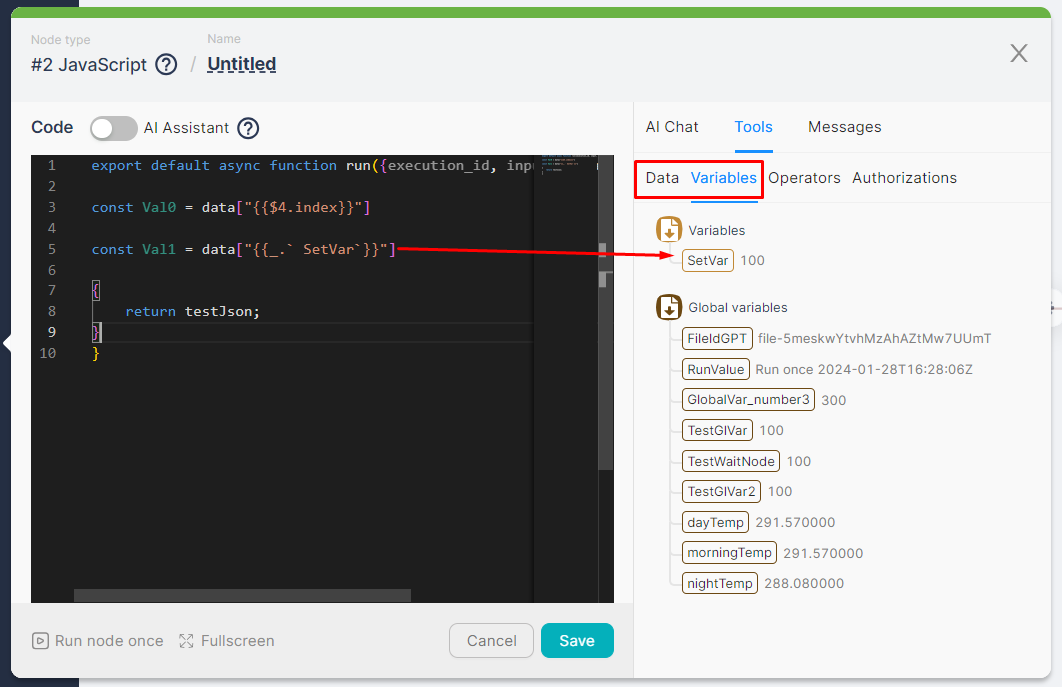 Node type
Name
#2 JavaScript ? / Untitled
X
Code
AI Assistant ?
AI Chat
Tools
Messages
Data
Variables
Operators
Authorizations
1 export default async function run({execution_id, inpu
2
3 const Val0 = data["{{$4.index}}"]
4
5 const Val1 = data["{{_.` SetVar`}}"]
6
7 {
8 return testJson;
9 }
10 }
Variables
SetVar 100
Global variables
FileIdGPT file-5meskwYtvhMzAhAZtMw7UUmT
RunValue Run once 2024-01-28T16:28:06Z
GlobalVar_number3 300
TestGlVar 100
TestWaitNode 100
TestGlVar2 100
dayTemp 291.570000
morningTemp 291.570000
nightTemp 288.080000
Run node once
Fullscreen
Cancel
Save